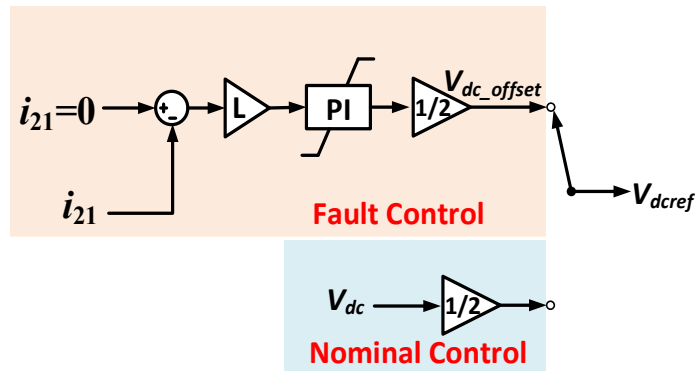 i21=0
+
-
L
PI
1/2
Vdc_offset
i21
Fault Control
Vdcref
Vdc
1/2
Nominal Control